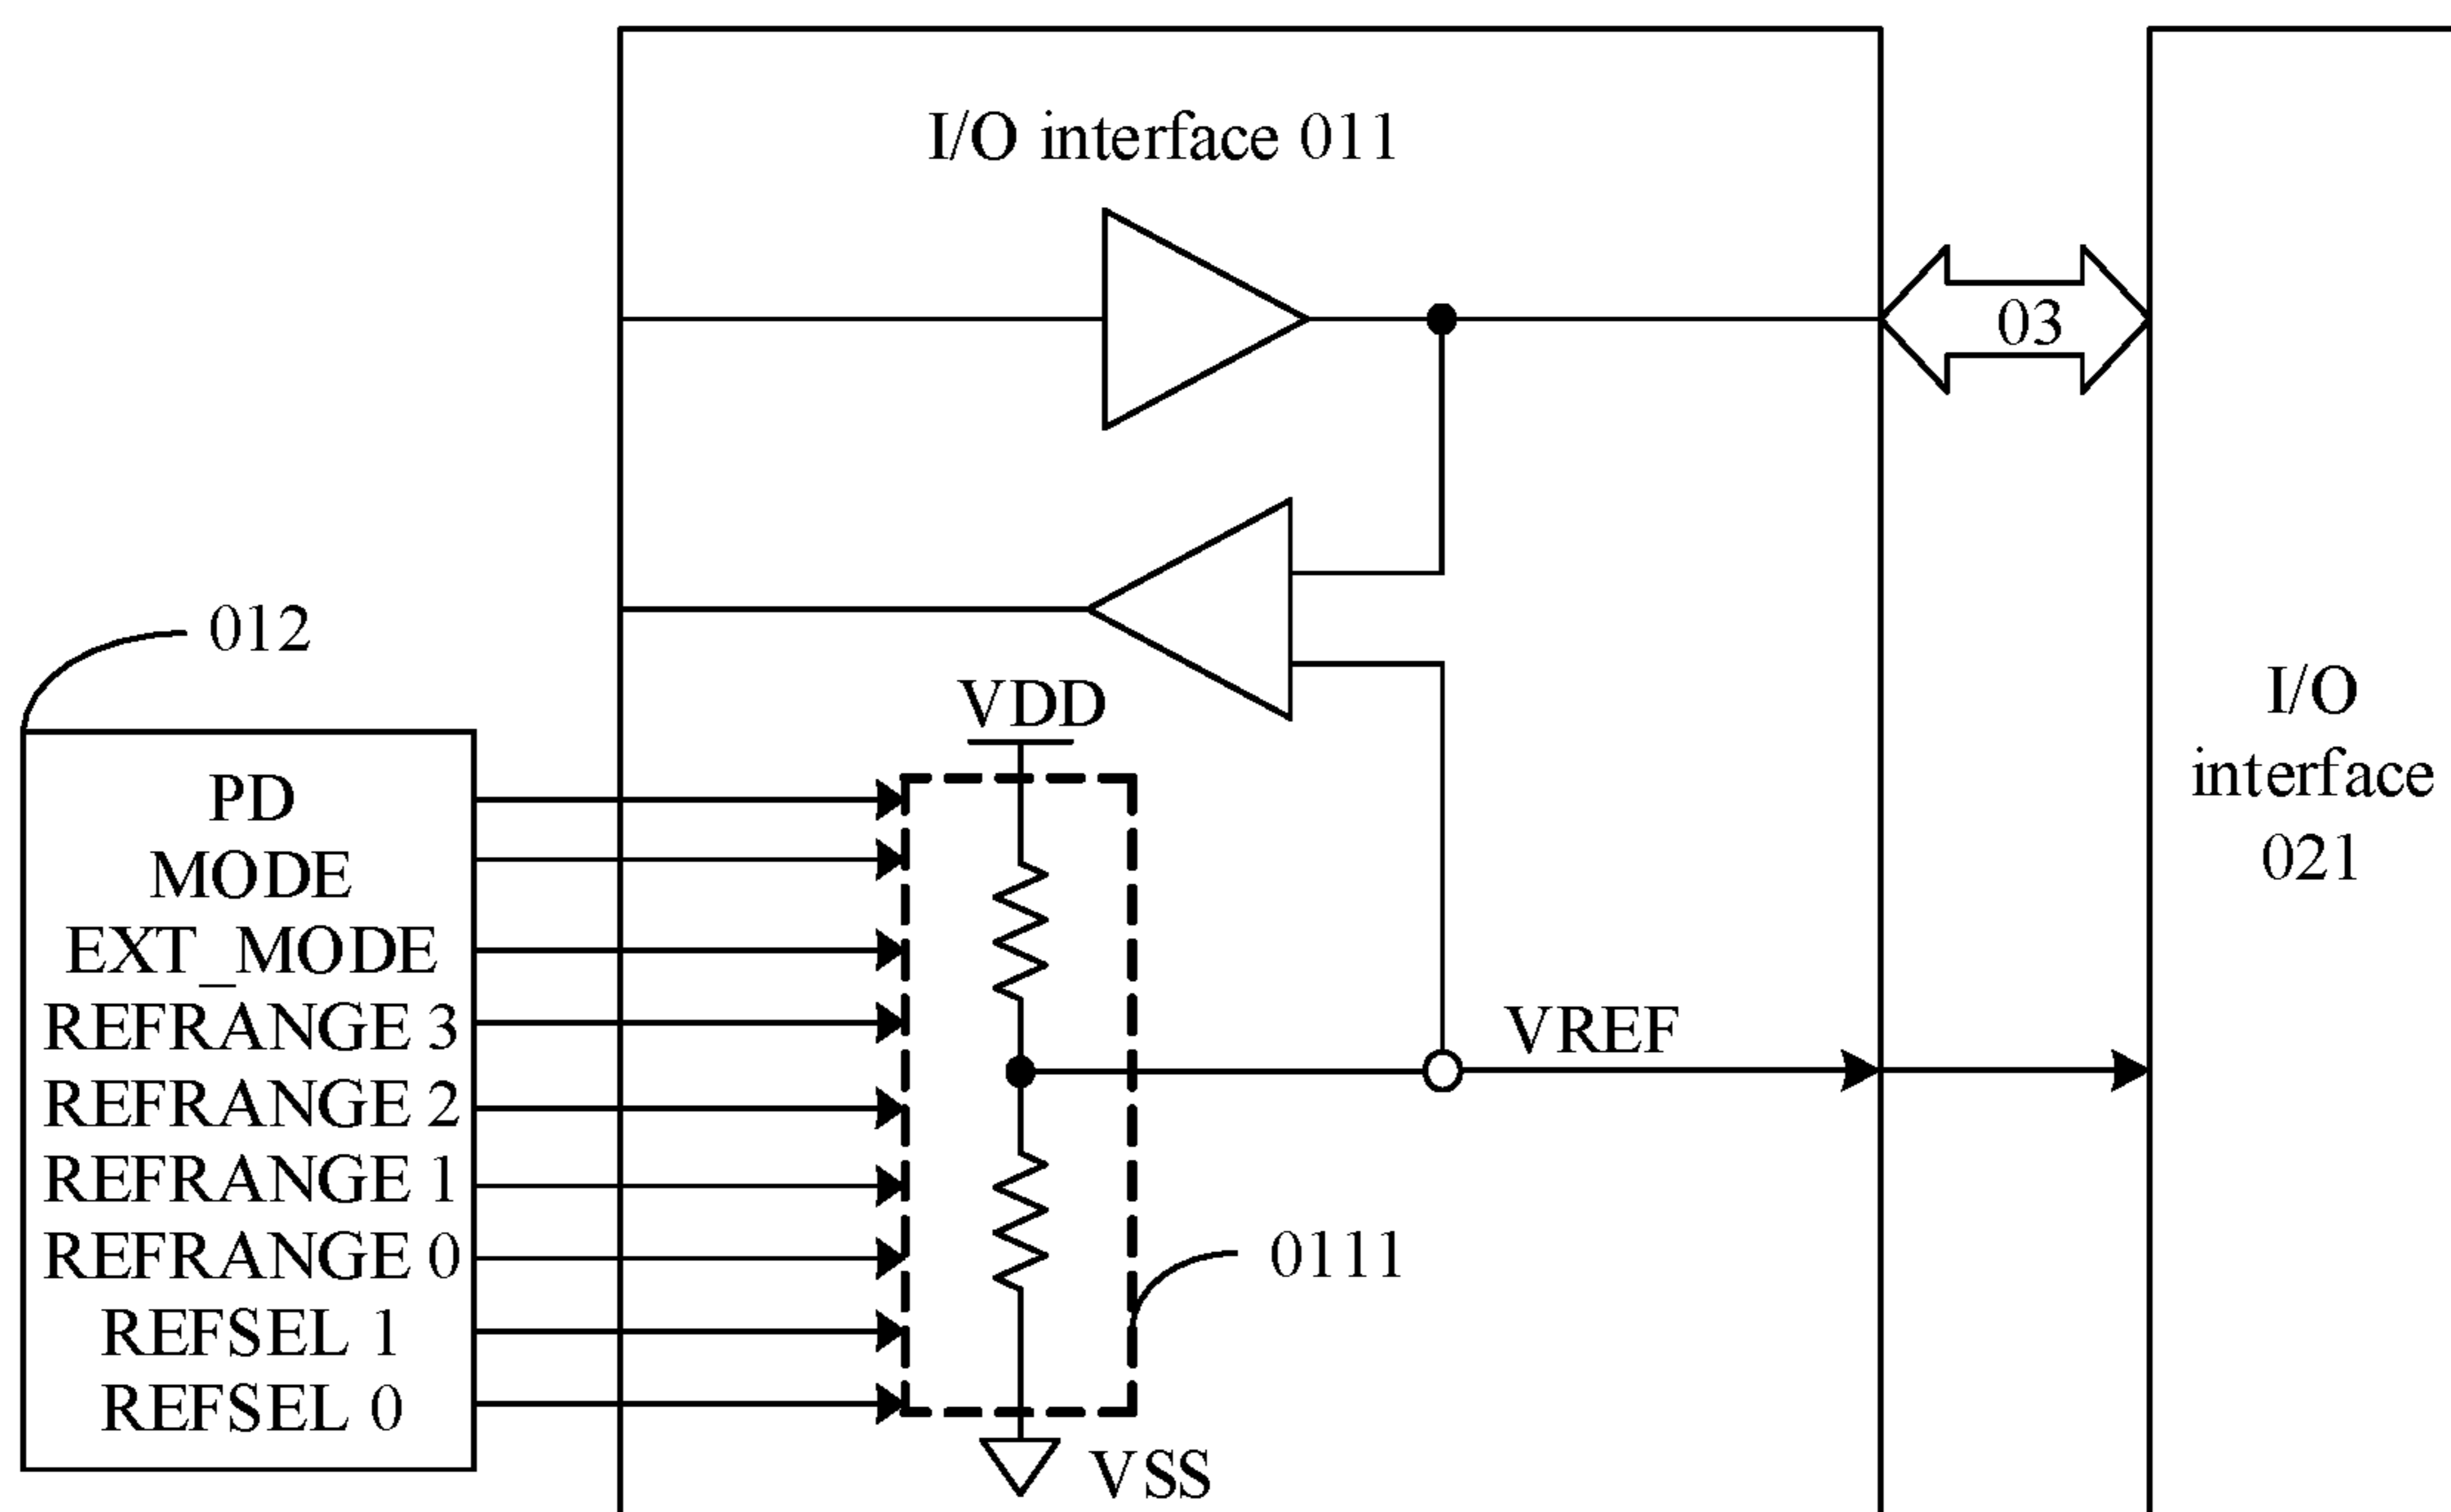 I/O interface 011
03
012
VDD
I/O
interface
021
PD
MODE
EXT_MODE
REFRANGE 3
REFRANGE 2
REFRANGE 1
REFRANGE 0
REFSEL 1
REFSEL 0
VREF
0111
VSS